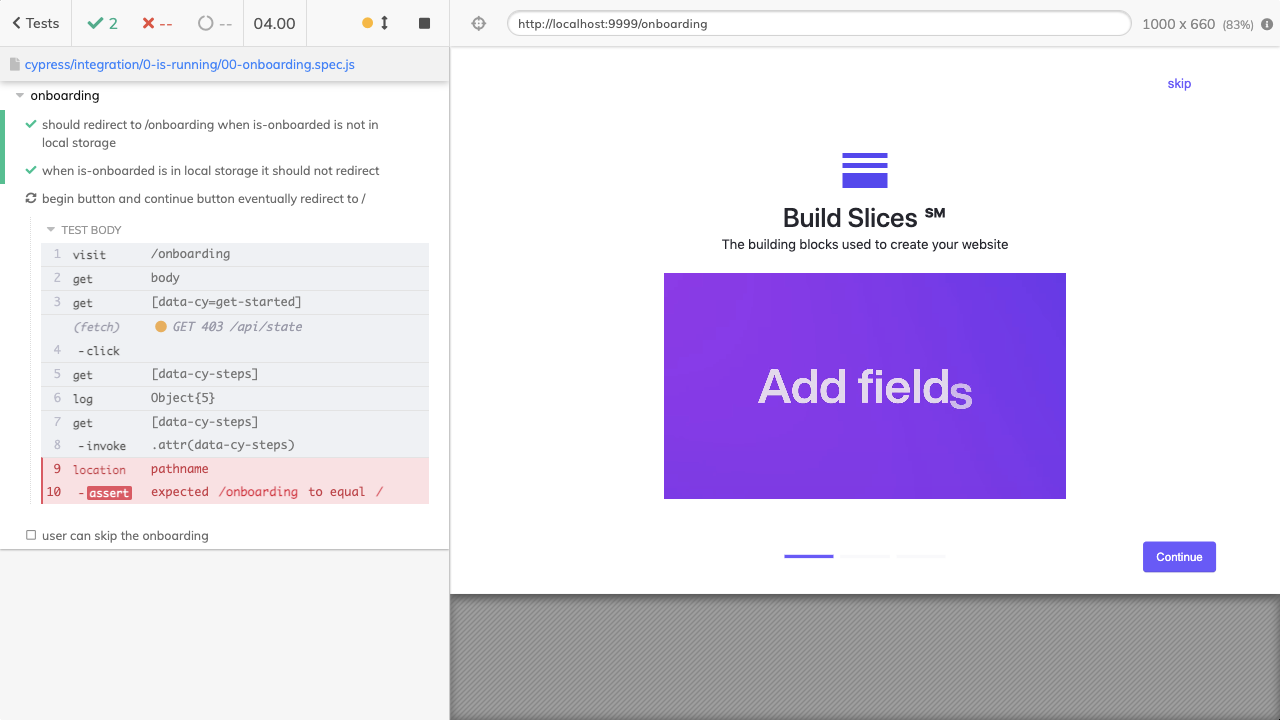 Tests 2 -- -- 04.00
http://localhost:9999/onboarding 1000 x 660 (83%)
cypress/integration/0-is-running/00-onboarding.spec.js
onboarding
should redirect to /onboarding when is-onboarded is not in
local storage
when is-onboarded is in local storage it should not redirect
begin button and continue button eventually redirect to /
TEST BODY
1 visit /onboarding
2 get body
3 get [data-cy=get-started]
(fetch) GET 403 /api/state
4 -click
5 get [data-cy-steps]
6 log Object{5}
7 get [data-cy-steps]
8 -invoke .attr(data-cy-steps)
9 location pathname
10 -assert expected /onboarding to equal /
user can skip the onboarding
skip
Build Slices ℠
The building blocks used to create your website
Add fields
Continue